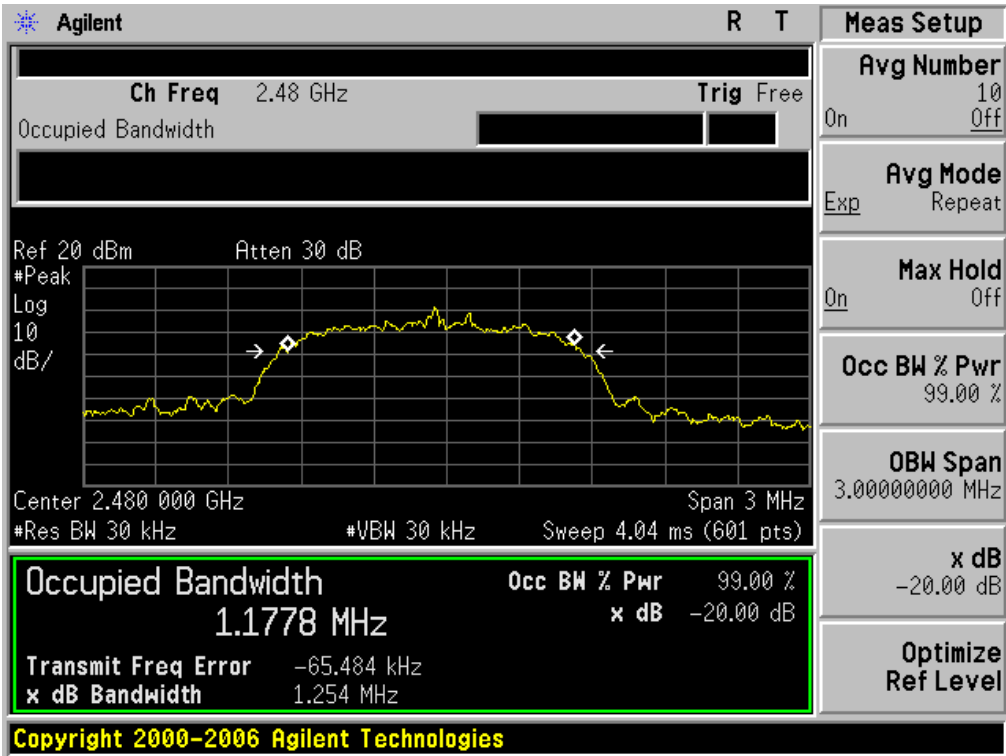 Agilent R T
Ch Freq 2.48 GHz Trig Free
Occupied Bandwidth
Ref 20 dBm Atten 30 dB
#Peak
Log
10
dB/
Center 2.480 000 GHz Span 3 MHz
#Res BW 30 kHz #VBW 30 kHz Sweep 4.04 ms (601 pts)
Occupied Bandwidth Occ BW % Pwr 99.00 %
1.1778 MHz x dB -20.00 dB
Transmit Freq Error -65.484 kHz
x dB Bandwidth 1.254 MHz
Copyright 2000-2006 Agilent Technologies
Meas Setup
Avg Number
10
On Off
Avg Mode
Exp Repeat
Max Hold
On Off
Occ BW % Pwr
99.00 %
OBW Span
3.00000000 MHz
x dB
-20.00 dB
Optimize
Ref Level